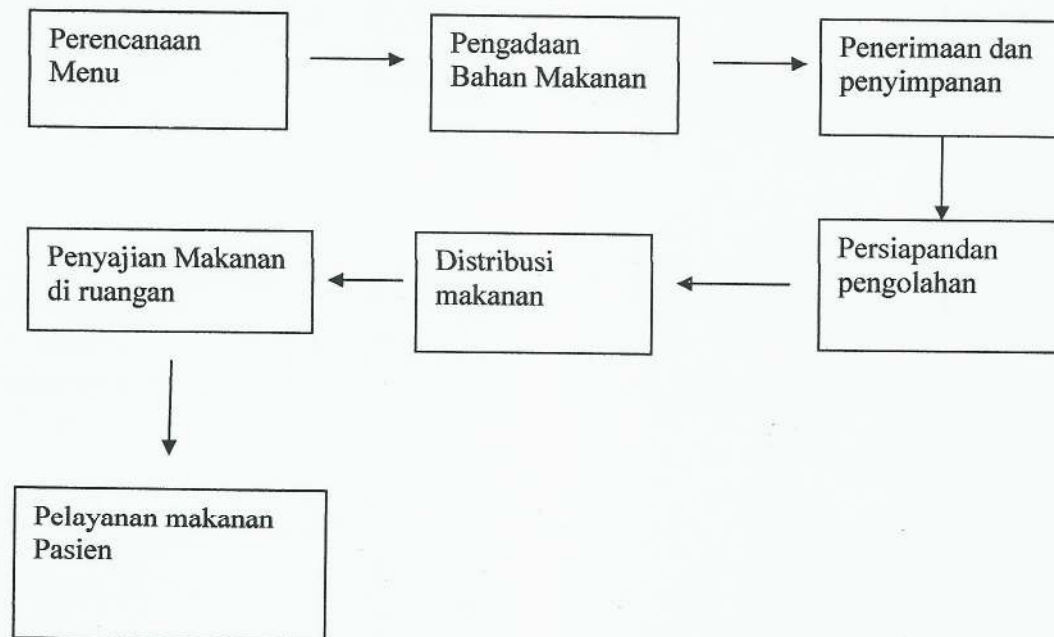 Perencanaan
Menu
Pengadaan
Bahan Makanan
Penerimaan dan
penyimpanan
Persiapandan
pengolahan
Distribusi
makanan
Penyajian Makanan
di ruangan
Pelayanan makanan
Pasien